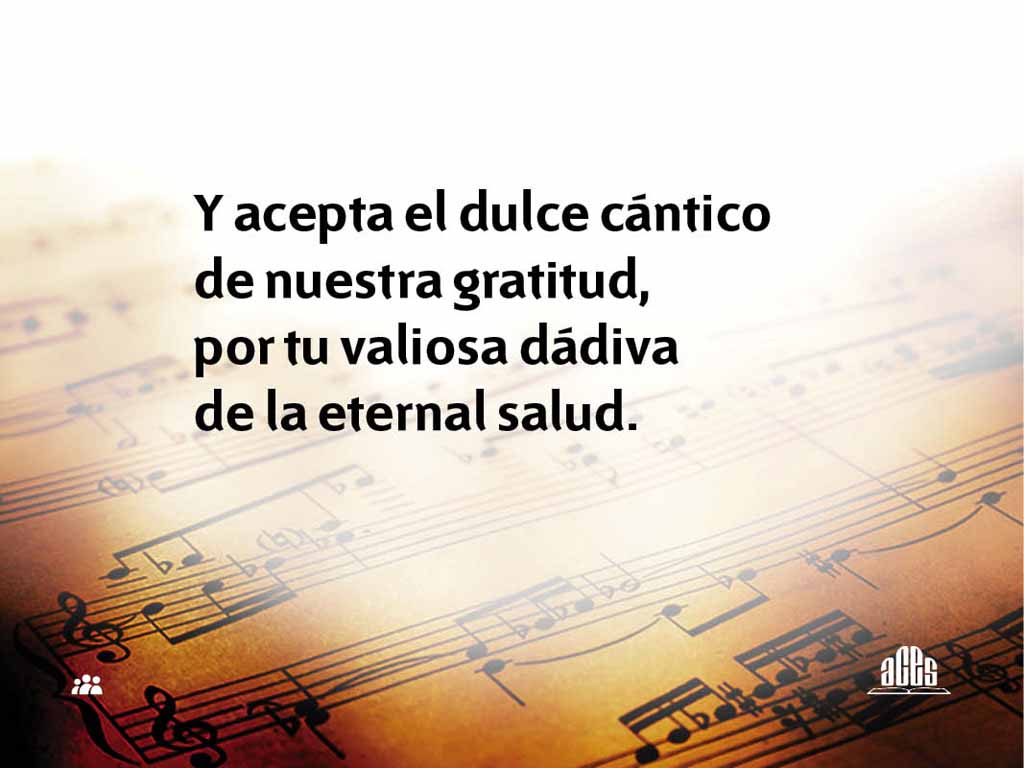 Y acepta el dulce cántico
de nuestra gratitud,
por tu valiosa dádiva
de la eternal salud.
aces